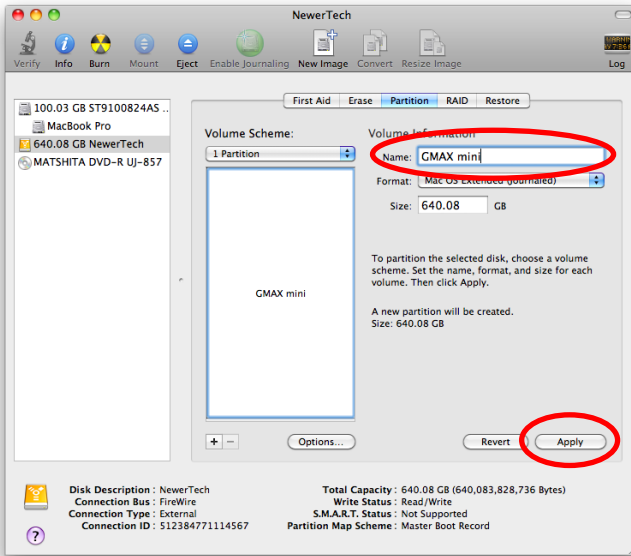 NewerTech
Verify Info Burn Mount Eject Enable Journaling New Image Convert Resize Image Log
First Aid Erase Partition RAID Restore
100.03 GB ST9100824AS ..
MacBook Pro
640.08 GB NewerTech
MATSHITA DVD-R UJ-857
Volume Scheme:
1 Partition
GMAX mini
+ − Options...
Volume Information
Name: GMAX mini
Format: Mac OS Extended (Journaled)
Size: 640.08 GB
To partition the selected disk, choose a volume
scheme. Set the name, format, and size for each
volume. Then click Apply.
A new partition will be created.
Size: 640.08 GB
Revert Apply
Disk Description : NewerTech
Connection Bus : FireWire
Connection Type : External
Connection ID : 512384771114567
Total Capacity : 640.08 GB (640,083,828,736 Bytes)
Write Status : Read/Write
S.M.A.R.T. Status : Not Supported
Partition Map Scheme : Master Boot Record
?